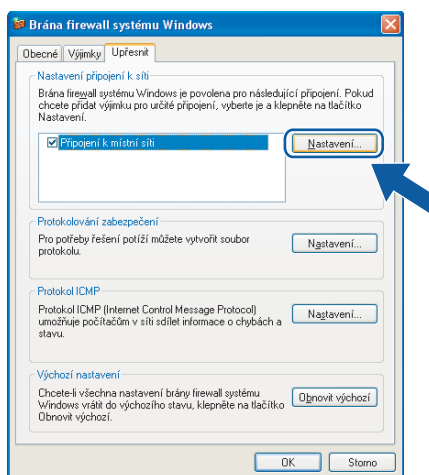 Brána firewall systému Windows
Obecné Výjimky Upřesnit
Nastavení připojení k síti
Brána firewall systému Windows je povolena pro následující připojení. Pokud
chcete přidat výjimku pro určité připojení, vyberte je a klepněte na tlačítko
Nastavení.
Připojení k místní síti
Nastavení...
Protokolování zabezpečení
Pro potřeby řešení potíží můžete vytvořit soubor
protokolu.
Nastavení...
Protokol ICMP
Protokol ICMP (Internet Control Message Protocol)
umožňuje počítačům v síti sdílet informace o chybách a
stavu.
Nastavení...
Výchozí nastavení
Chcete-li všechna nastavení brány firewall systému
Windows vrátit do výchozího stavu, klepněte na tlačítko
Obnovit výchozí.
Obnovit výchozí
OK Storno